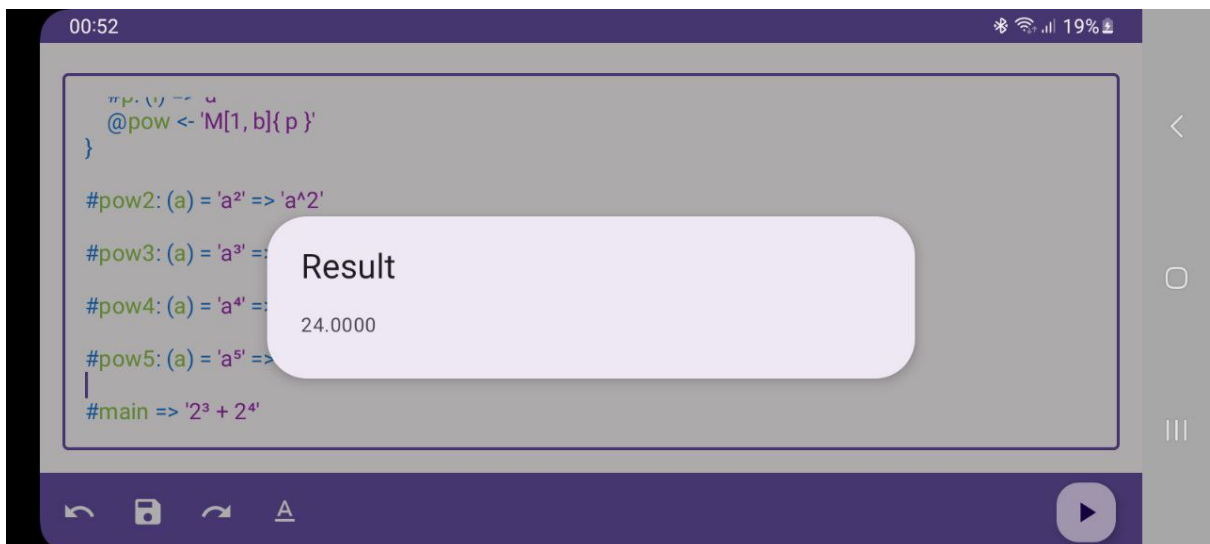 00:52
19%
@pow <- 'M[1, b]{ p }'
}
#pow2: (a) = 'a²' => 'a^2'
#pow3: (a) = 'a³' =
#pow4: (a) = 'a⁴' =
#pow5: (a) = 'a⁵' =>
#main => '2³ + 2⁴'
Result
24.0000
A